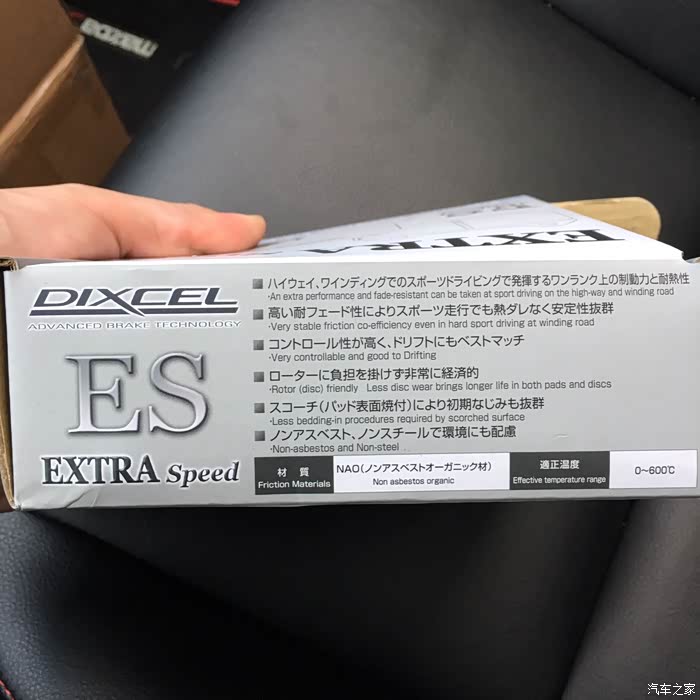 mazda
EXTRA
DIXCEL
ADVANCED BRAKE TECHNOLOGY
ES
EXTRA Speed
ハイウェイ、ワインディングでのスポーツドライビングで発揮するワンランク上の制動力と耐熱性
・An extra performance and fade-resistant can be taken at sport driving on the high-way and winding road
高い耐フェード性によりスポーツ走行でも熱ダレなく安定性抜群
・Very stable friction co-efficiency even in hard sport driving at winding road
コントロール性が高く、ドリフトにもベストマッチ
・Very controllable and good to Drifting
ローターに負担を掛けず非常に経済的
・Rotor (disc) friendly Less disc wear brings longer life in both pads and discs
スコーチ(パッド表面焼付)により初期なじみも抜群
・Less bedding-in procedures required by scorched surface
ノンアスベスト、ノンスチールで環境にも配慮
・Non-asbestos and Non-steel
材 質
Friction Materials
NAO(ノンアスベストオーガニック材)
Non asbestos organic
適正温度
Effective temperature range
0~600℃
汽车之家